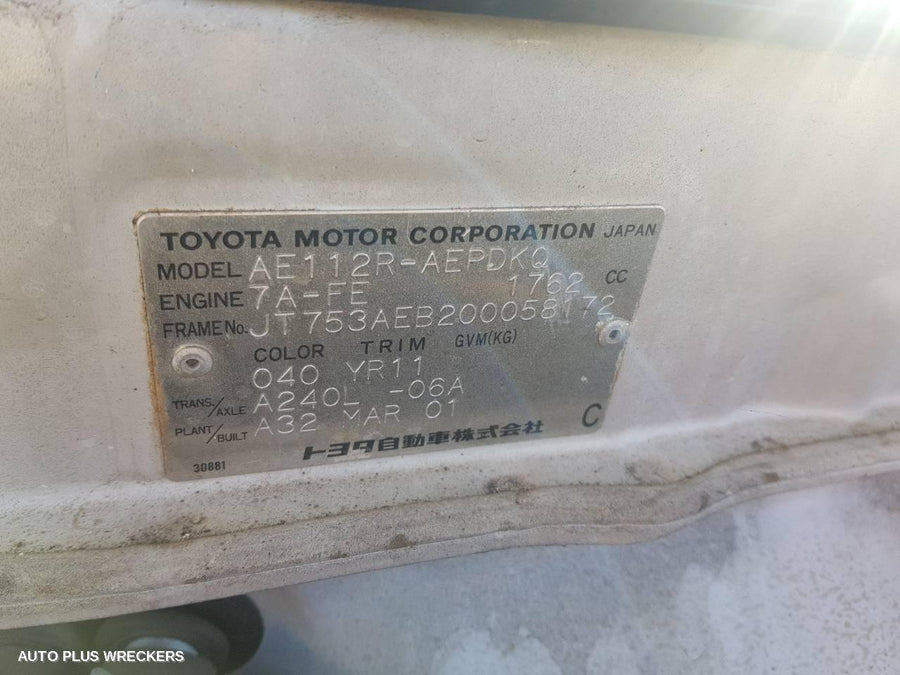 TOYOTA MOTOR CORPORATION JAPAN
MODEL AE112R-AEPDKQ
ENGINE 7A-FE 1762 CC
FRAME No. JT753AEB200058172
COLOR TRIM GVM(KG)
040 YR11
TRANS./AXLE A240L -06A
PLANT/BUILT A32 MAR 01 C
トヨタ自動車株式会社
30881
AUTO PLUS WRECKERS